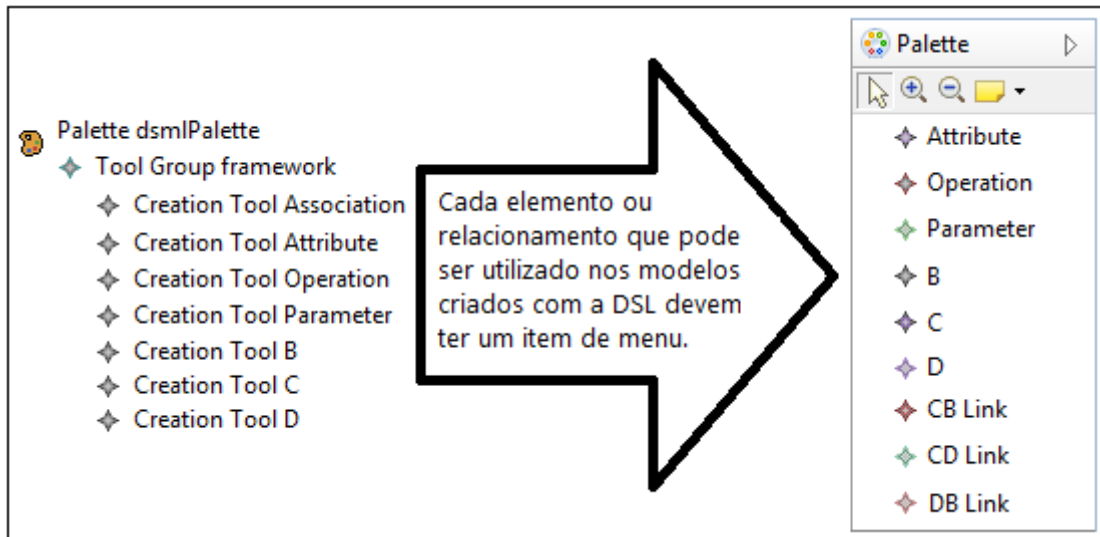 Palette dsmlPalette
Tool Group framework
Creation Tool Association
Creation Tool Attribute
Creation Tool Operation
Creation Tool Parameter
Creation Tool B
Creation Tool C
Creation Tool D
Cada elemento ou
relacionamento que pode
ser utilizado nos modelos
criados com a DSL devem
ter um item de menu.
Palette
Attribute
Operation
Parameter
B
C
D
CB Link
CD Link
DB Link